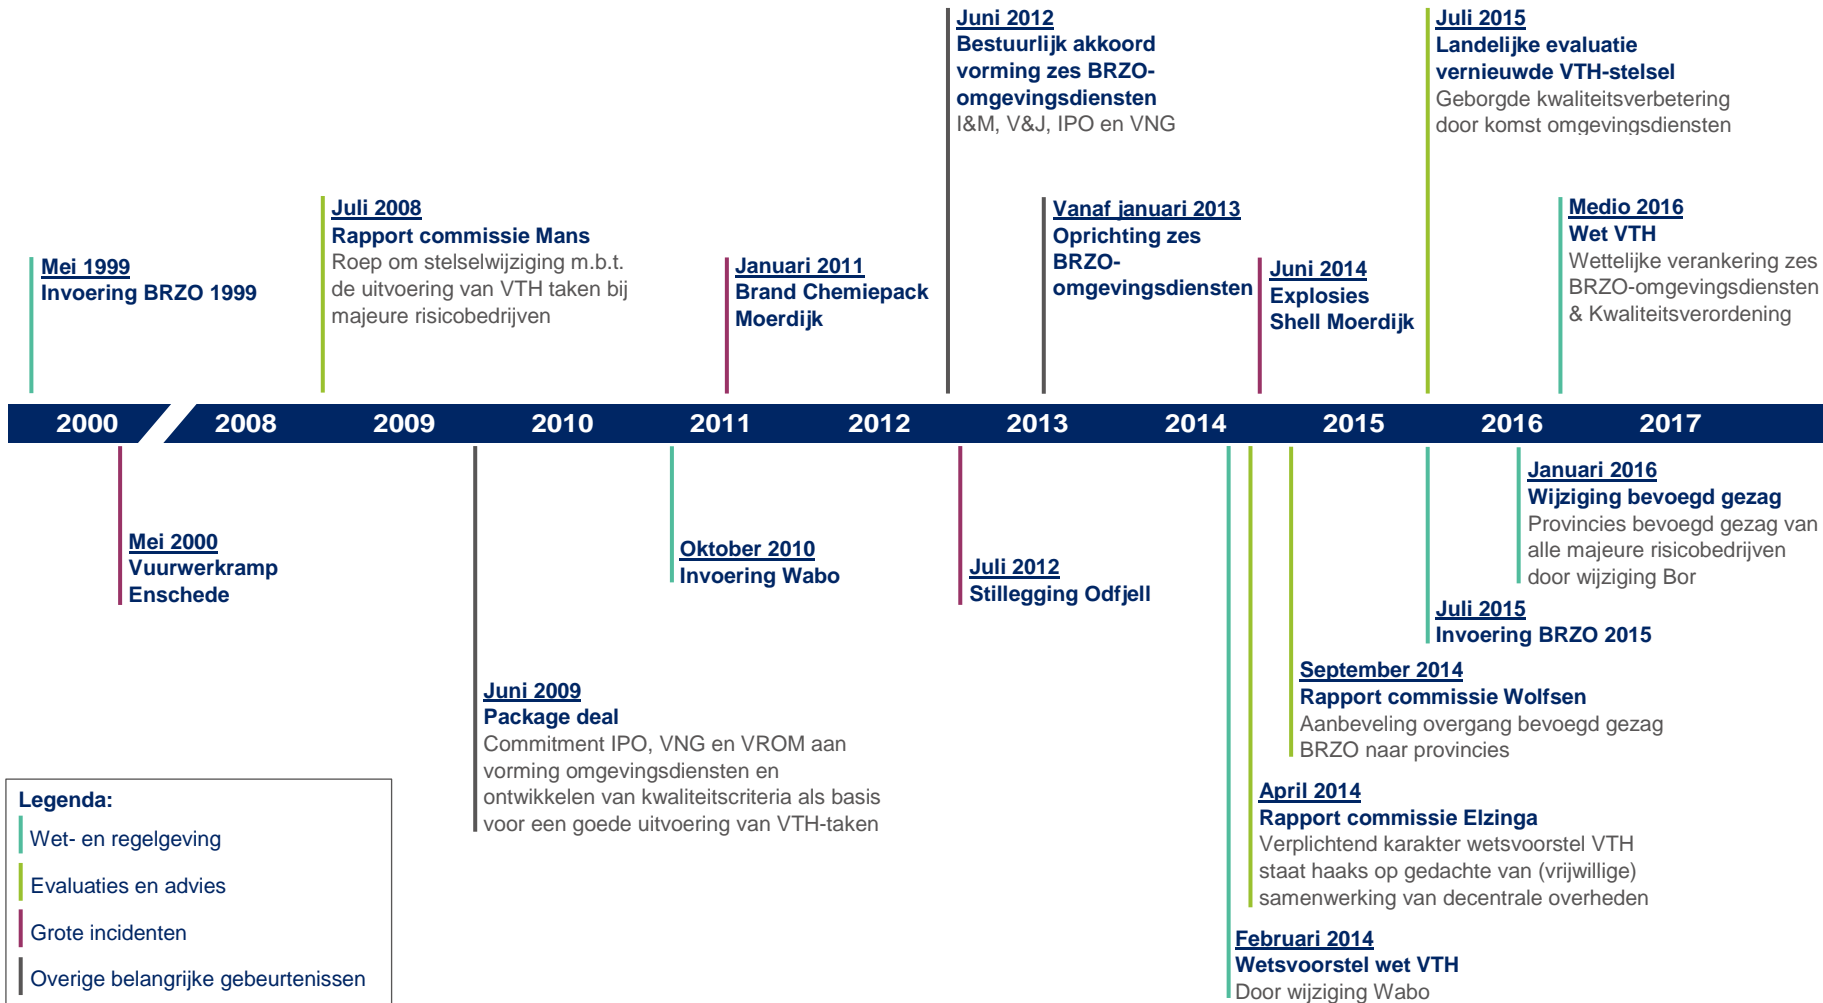 Juni 2012
Bestuurlijk akkoord
vorming zes BRZO-
omgevingsdiensten
I&M, V&J, IPO en VNG
Juli 2015
Landelijke evaluatie
vernieuwde VTH-stelsel
Geborgde kwaliteitsverbetering
door komst omgevingsdiensten
Mei 1999
Invoering BRZO 1999
Juli 2008
Rapport commissie Mans
Roep om stelselwijziging m.b.t.
de uitvoering van VTH taken bij
majeure risicobedrijven
Januari 2011
Brand Chemiepack
Moerdijk
Vanaf januari 2013
Oprichting zes
BRZO-
omgevingsdiensten
Juni 2014
Explosies
Shell Moerdijk
Medio 2016
Wet VTH
Wettelijke verankering zes
BRZO-omgevingsdiensten
& Kwaliteitsverordening
2000 2008 2009 2010 2011 2012 2013 2014 2015 2016 2017
Mei 2000
Vuurwerkramp
Enschede
Juni 2009
Package deal
Commitment IPO, VNG en VROM aan
vorming omgevingsdiensten en
ontwikkelen van kwaliteitscriteria als basis
voor een goede uitvoering van VTH-taken
Oktober 2010
Invoering Wabo
Juli 2012
Stillegging Odfjell
Januari 2016
Wijziging bevoegd gezag
Provincies bevoegd gezag van
alle majeure risicobedrijven
door wijziging Bor
Juli 2015
Invoering BRZO 2015
September 2014
Rapport commissie Wolfsen
Aanbeveling overgang bevoegd gezag
BRZO naar provincies
April 2014
Rapport commissie Elzinga
Verplichtend karakter wetsvoorstel VTH
staat haaks op gedachte van (vrijwillige)
samenwerking van decentrale overheden
Februari 2014
Wetsvoorstel wet VTH
Door wijziging Wabo
Legenda:
Wet- en regelgeving
Evaluaties en advies
Grote incidenten
Overige belangrijke gebeurtenissen